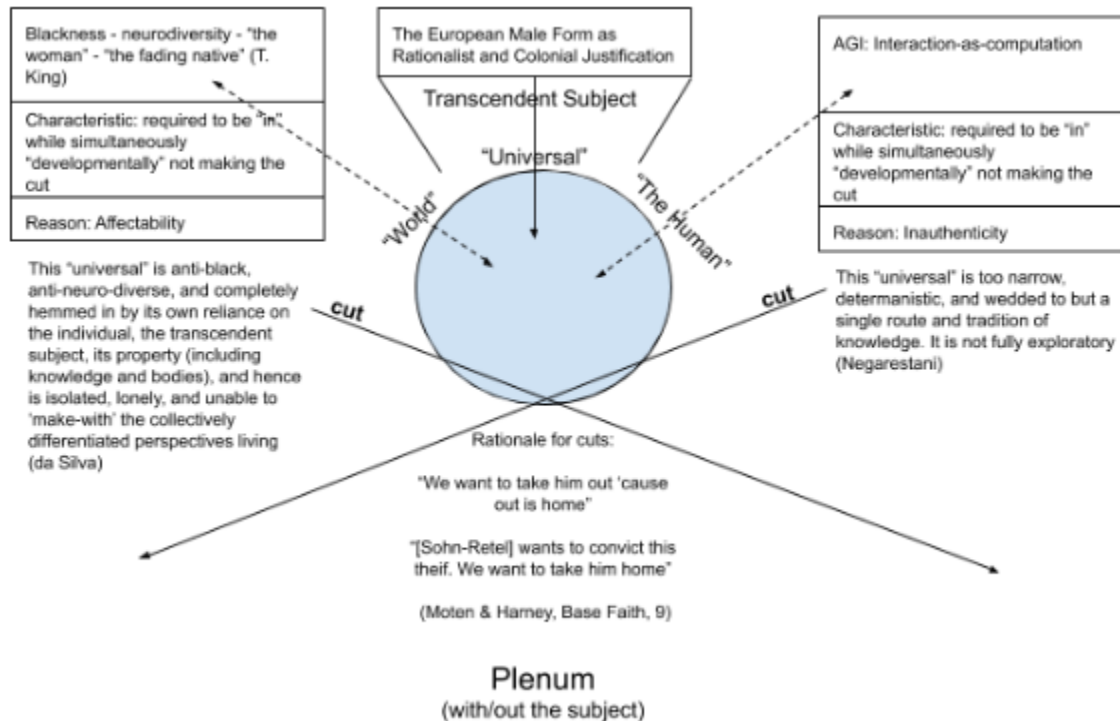 Blackness - neurodiversity - “the
woman” - “the fading native” (T.
King)
Characteristic: required to be “in”
while simultaneously
“developmentally” not making the
cut
Reason: Affectability
This “universal” is anti-black,
anti-neuro-diverse, and completely
hemmed in by its own reliance on
the individual, the transcendent
subject, its property (including
knowledge and bodies), and hence
is isolated, lonely, and unable to
‘make-with’ the collectively
differentiated perspectives living
(da Silva)
The European Male Form as
Rationalist and Colonial Justification
Transcendent Subject
“Universal”
“World”
“The Human”
cut
cut
AGI: Interaction-as-computation
Characteristic: required to be “in”
while simultaneously
“developmentally” not making the
cut
Reason: Inauthenticity
This “universal” is too narrow,
determanistic, and wedded to but a
single route and tradition of
knowledge. It is not fully exploratory
(Negarestani)
Rationale for cuts:
“We want to take him out ‘cause
out is home”
“[Sohn-Retel] wants to convict this
theif. We want to take him home”
(Moten & Harney, Base Faith, 9)
Plenum
(with/out the subject)